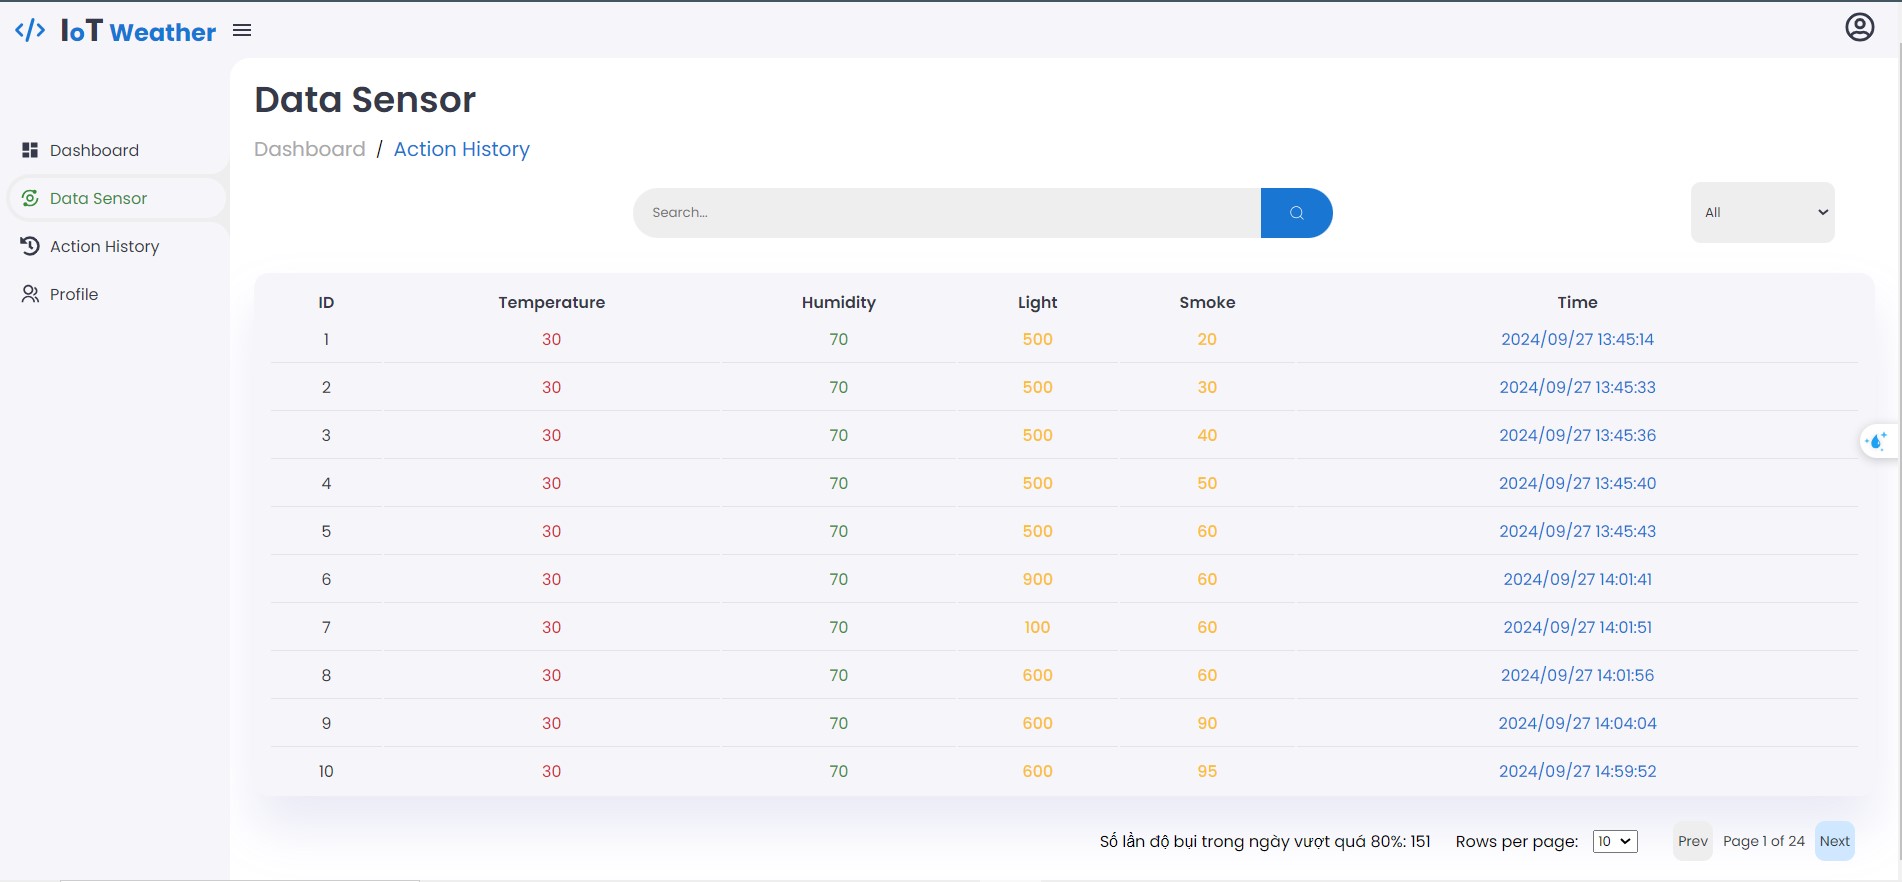 </> IoT Weather
Data Sensor
Dashboard / Action History
Dashboard
Data Sensor
Action History
Profile
Search...
All
ID Temperature Humidity Light Smoke Time
1 30 70 500 20 2024/09/27 13:45:14
2 30 70 500 30 2024/09/27 13:45:33
3 30 70 500 40 2024/09/27 13:45:36
4 30 70 500 50 2024/09/27 13:45:40
5 30 70 500 60 2024/09/27 13:45:43
6 30 70 900 60 2024/09/27 14:01:41
7 30 70 100 60 2024/09/27 14:01:51
8 30 70 600 60 2024/09/27 14:01:56
9 30 70 600 90 2024/09/27 14:04:04
10 30 70 600 95 2024/09/27 14:59:52
Số lần độ bụi trong ngày vượt quá 80%: 151 Rows per page: 10 Prev Page 1 of 24 Next